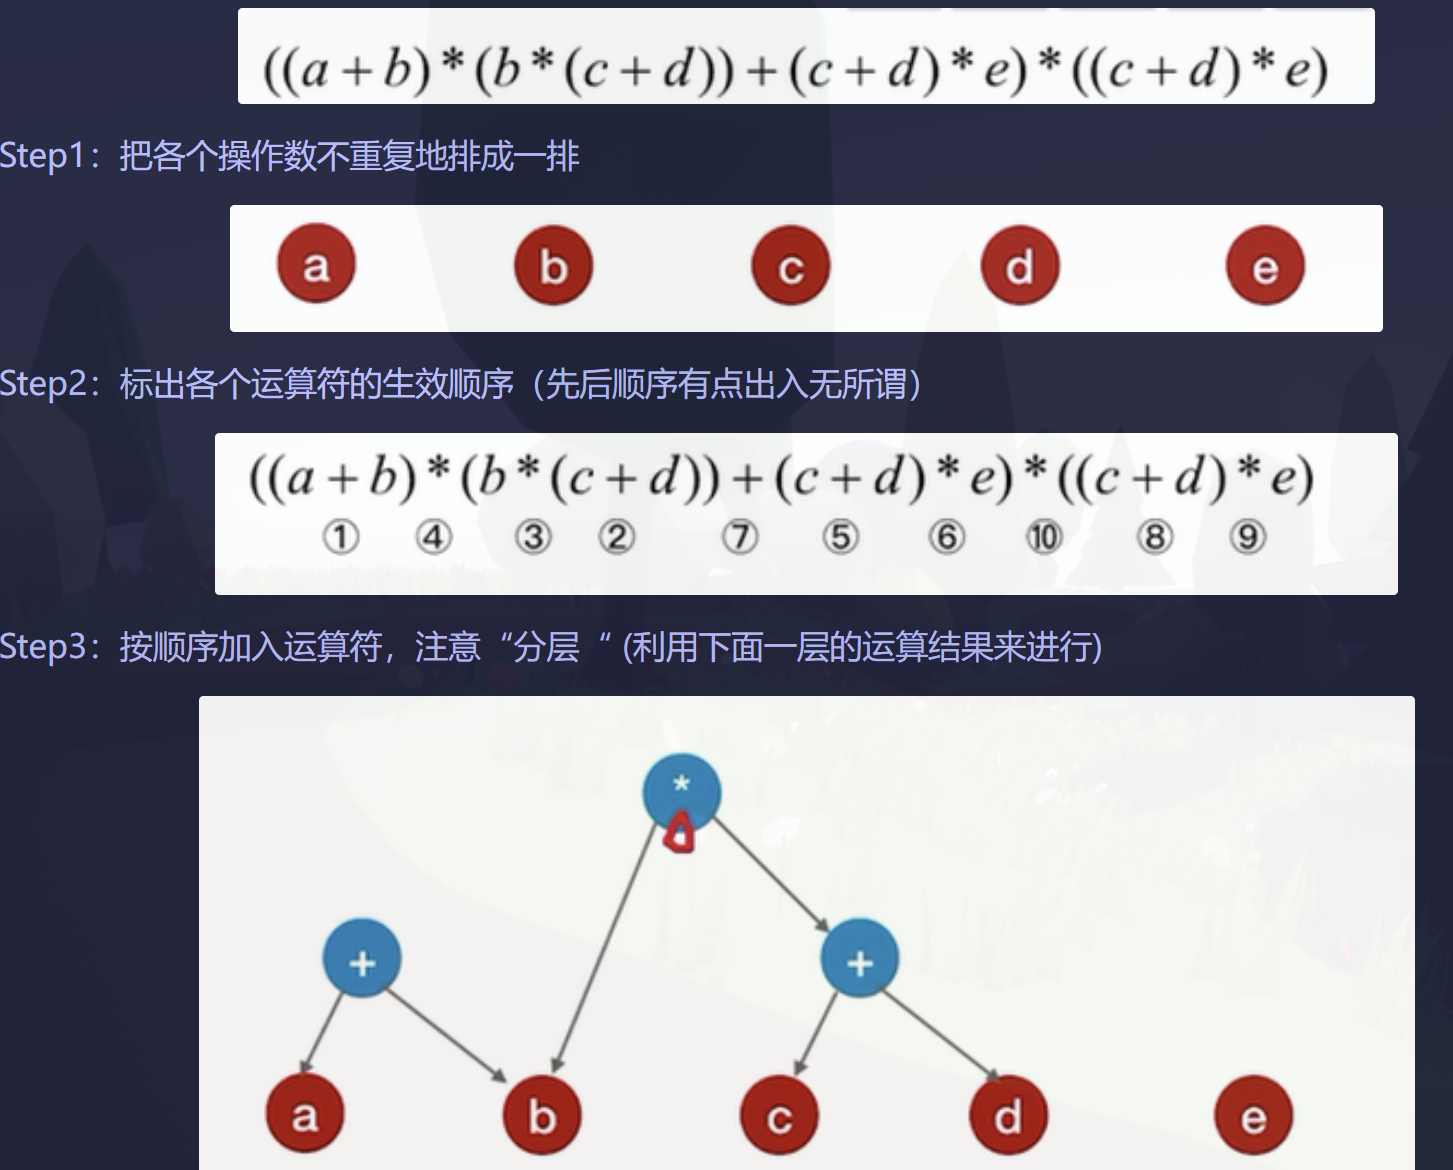 ((a+b)*(b*(c+d))+(c+d)*e)*((c+d)*e)
Step1：把各个操作数不重复地排成一排
a b c d e
Step2：标出各个运算符的生效顺序（先后顺序有点出入无所谓）
((a+b)*(b*(c+d))+(c+d)*e)*((c+d)*e)
① ④ ③ ② ⑦ ⑤ ⑥ ⑩ ⑧ ⑨
Step3：按顺序加入运算符，注意“分层“ (利用下面一层的运算结果来进行)
*
+ +
a b c d e